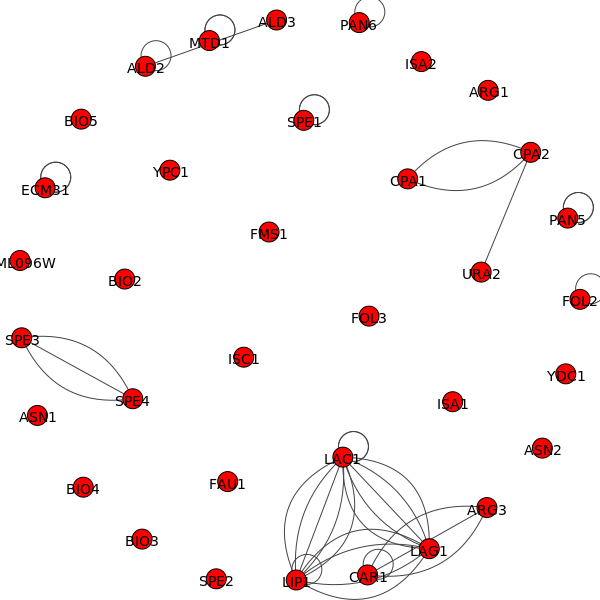 ALD3
PAN6
MTD1
ISA2
ALD2
ARG1
BIO5
SPE1
CPA2
YPC1
CPA1
ECM31
PAN5
FMS1
ML096W
URA2
BIO2
FOL2
FOL3
SPE3
ISC1
YDC1
SPE4
ISA1
ASN1
ASN2
LAC1
FAU1
BIO4
ARG3
BIO3
LAG1
CAR1
SPE2
LIP1